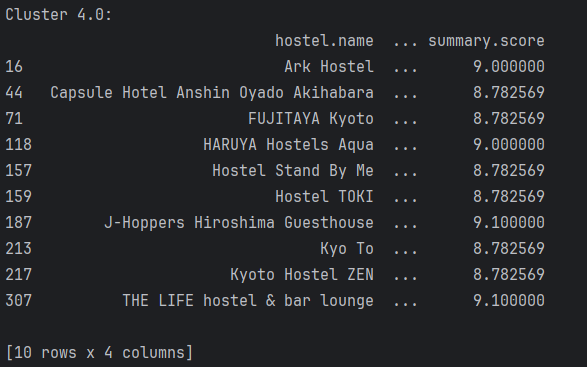 Cluster 4.0:
hostel.name ... summary.score
16 Ark Hostel ... 9.000000
44 Capsule Hotel Anshin Oyado Akihabara ... 8.782569
71 FUJITAYA Kyoto ... 8.782569
118 HARUYA Hostels Aqua ... 9.000000
157 Hostel Stand By Me ... 8.782569
159 Hostel TOKI ... 8.782569
187 J-Hoppers Hiroshima Guesthouse ... 9.100000
213 Kyo To ... 8.782569
217 Kyoto Hostel ZEN ... 8.782569
307 THE LIFE hostel & bar lounge ... 9.100000
[10 rows x 4 columns]